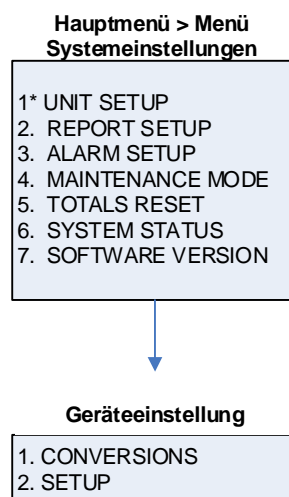 Hauptmenü > Menü
Systemeinstellungen
1* UNIT SETUP
2. REPORT SETUP
3. ALARM SETUP
4. MAINTENANCE MODE
5. TOTALS RESET
6. SYSTEM STATUS
7. SOFTWARE VERSION
Geräteeinstellung
1. CONVERSIONS
2. SETUP